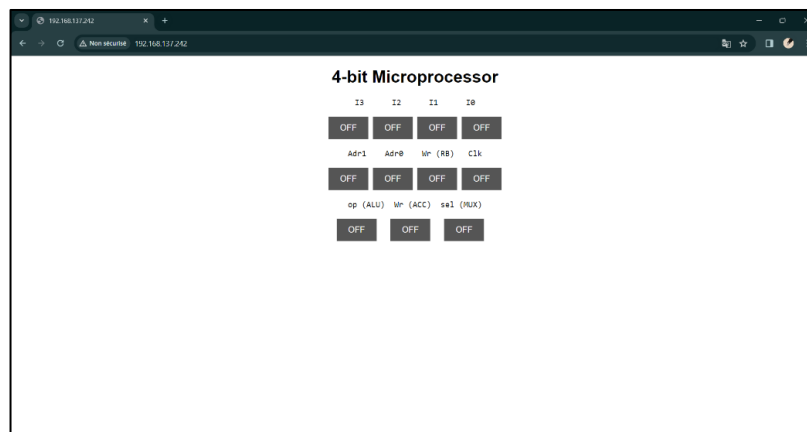 192.168.137.242
Non sécurisé 192.168.137.242
4-bit Microprocessor
I3 I2 I1 I0
OFF OFF OFF OFF
Adr1 Adr0 Wr (RB) Clk
OFF OFF OFF OFF
op (ALU) Wr (ACC) sel (MUX)
OFF OFF OFF